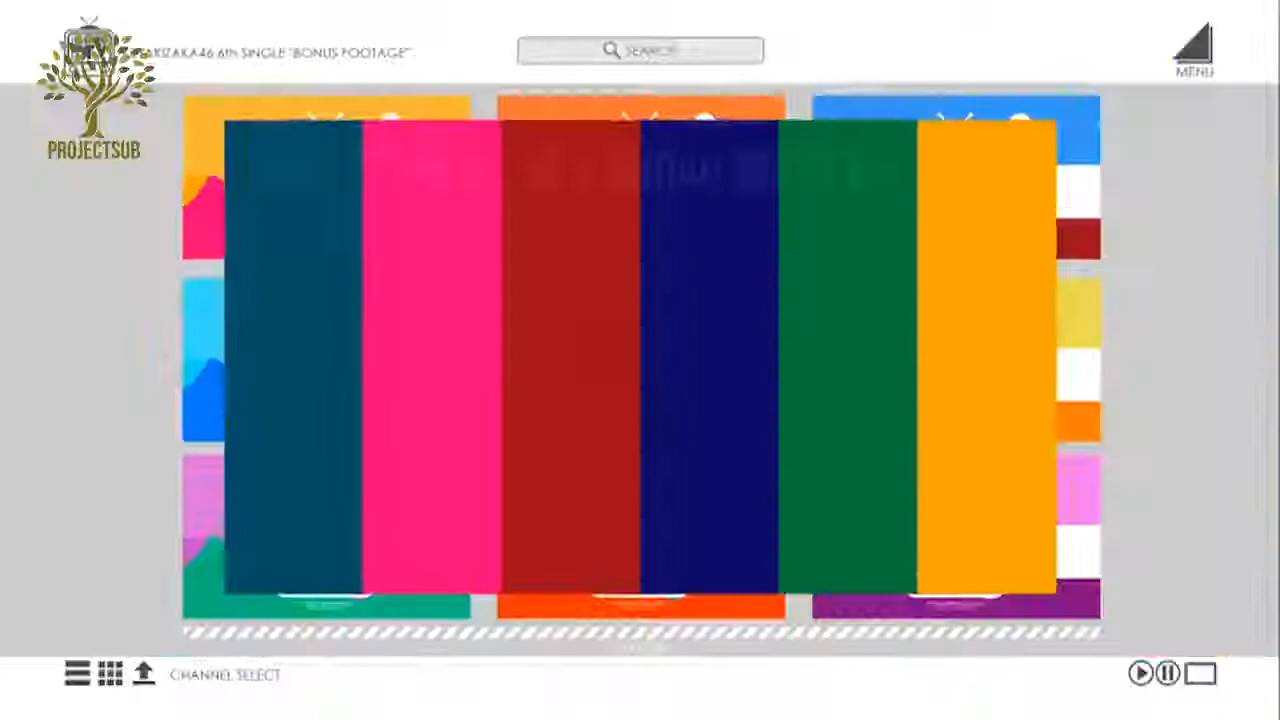 AKIZAKA46 6th SINGLE "BONUS FOOTAGE"
SEARCH
MENU
PROJECTSUB
CHANNEL SELECT